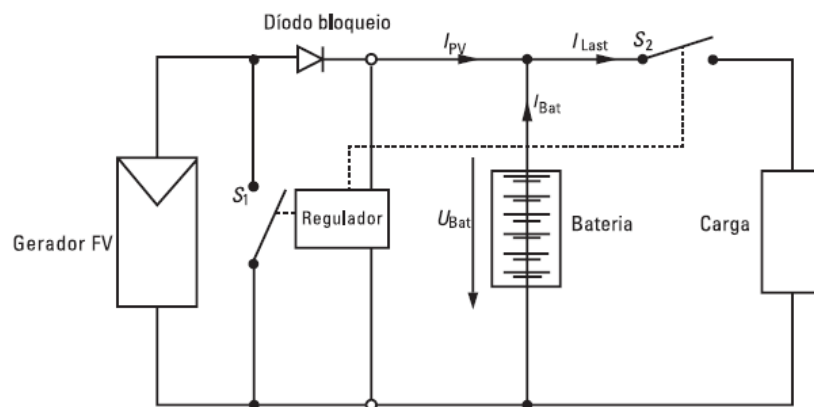 Díodo bloqueio
I_PV
I_Last
S_2
I_Bat
S_1
Regulador
Gerador FV
U_Bat
Bateria
Carga